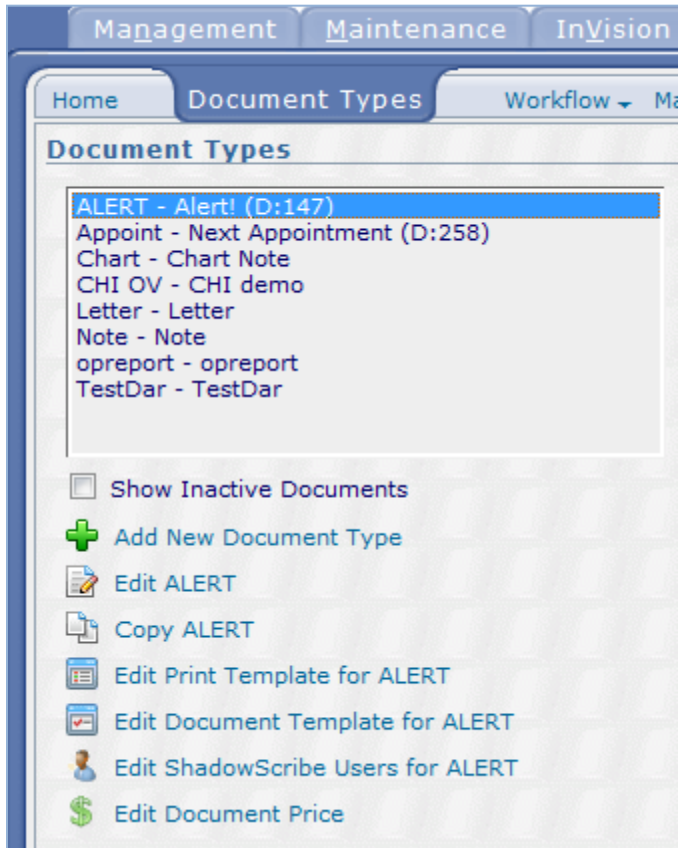 Management Maintenance InVision
Home Document Types Workflow Ma
Document Types
ALERT - Alert! (D:147)
Appoint - Next Appointment (D:258)
Chart - Chart Note
CHI OV - CHI demo
Letter - Letter
Note - Note
opreport - opreport
TestDar - TestDar
Show Inactive Documents
Add New Document Type
Edit ALERT
Copy ALERT
Edit Print Template for ALERT
Edit Document Template for ALERT
Edit ShadowScribe Users for ALERT
Edit Document Price